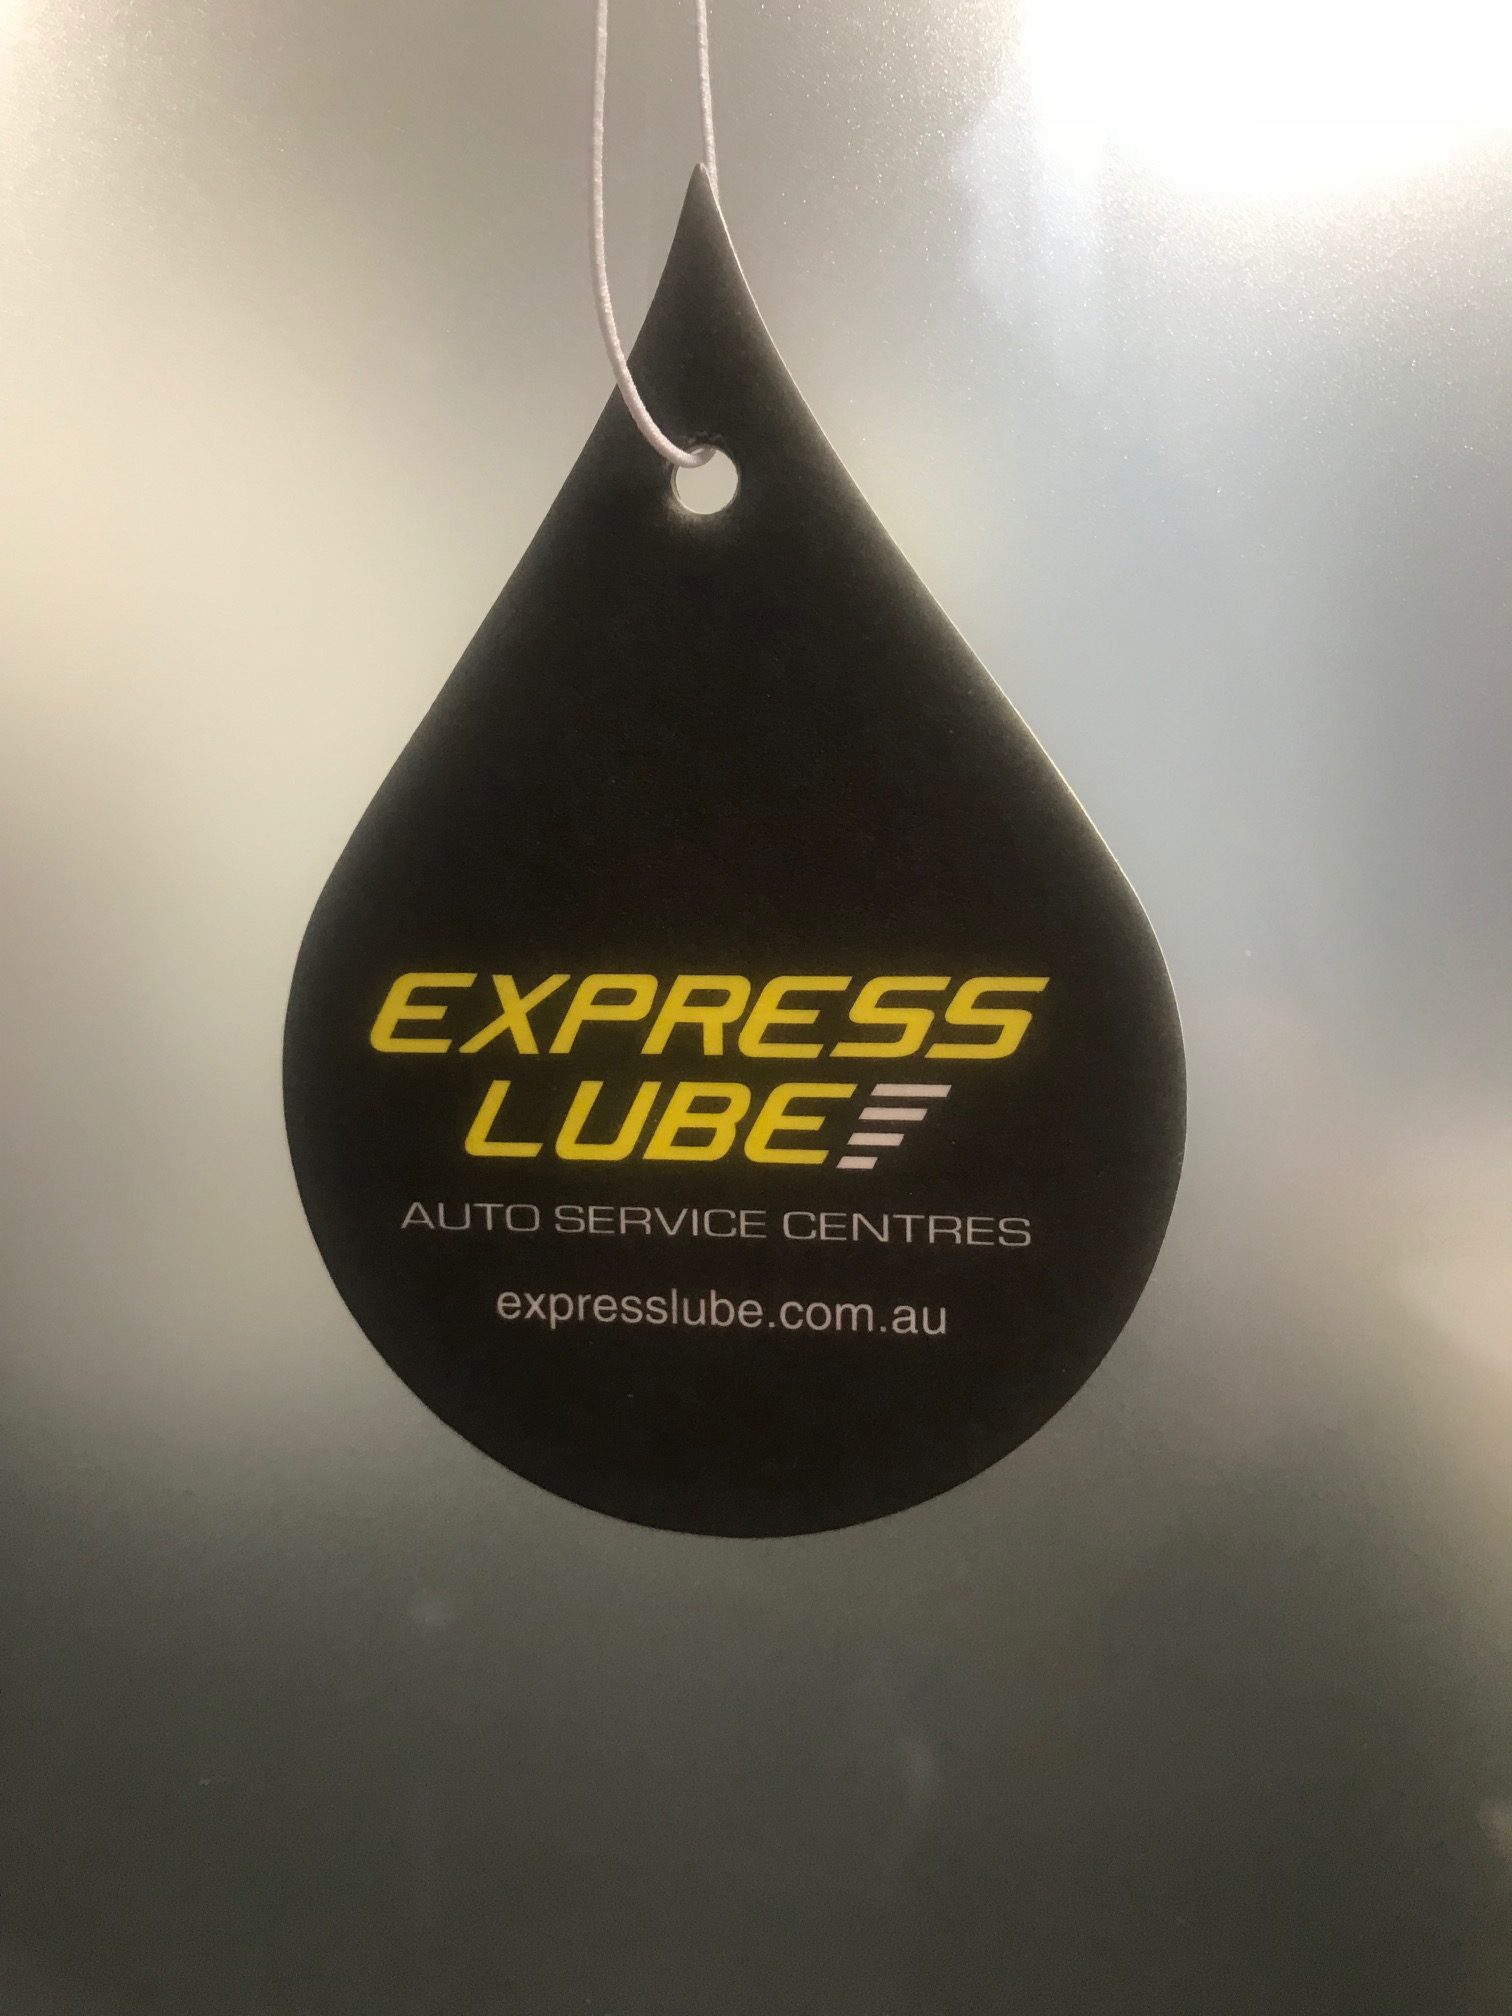 EXPRESS
LUBE
AUTO SERVICE CENTRES
expresslube.com.au